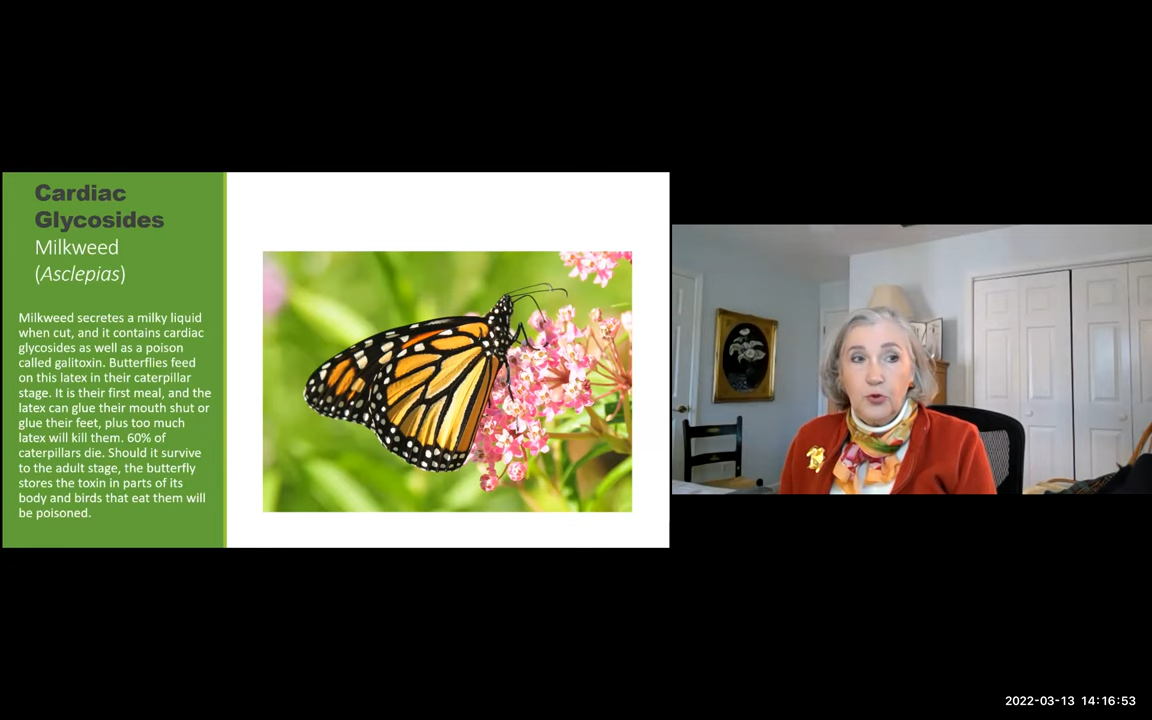 Cardiac
Glycosides
Milkweed
(Asclepias)
Milkweed secretes a milky liquid
when cut, and it contains cardiac
glycosides as well as a poison
called galitoxin. Butterflies feed
on this latex in their caterpillar
stage. It is their first meal, and the
latex can glue their mouth shut or
glue their feet, plus too much
latex will kill them. 60% of
caterpillars die. Should it survive
to the adult stage, the butterfly
stores the toxin in parts of its
body and birds that eat them will
be poisoned.
2022-03-13 14:16:53